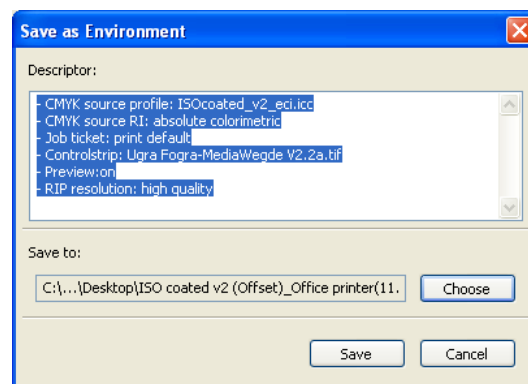 Save as Environment
Descriptor:
- CMYK source profile: ISOcoated_v2_eci.icc
- CMYK source RI: absolute colorimetric
- Job ticket: print default
- Controlstrip: Ugra Fogra-MediaWegde V2.2a.tif
- Preview:on
- RIP resolution: high quality
Save to:
C:\...\Desktop\ISO coated v2 (Offset)_Office printer(11.
Choose
Save
Cancel